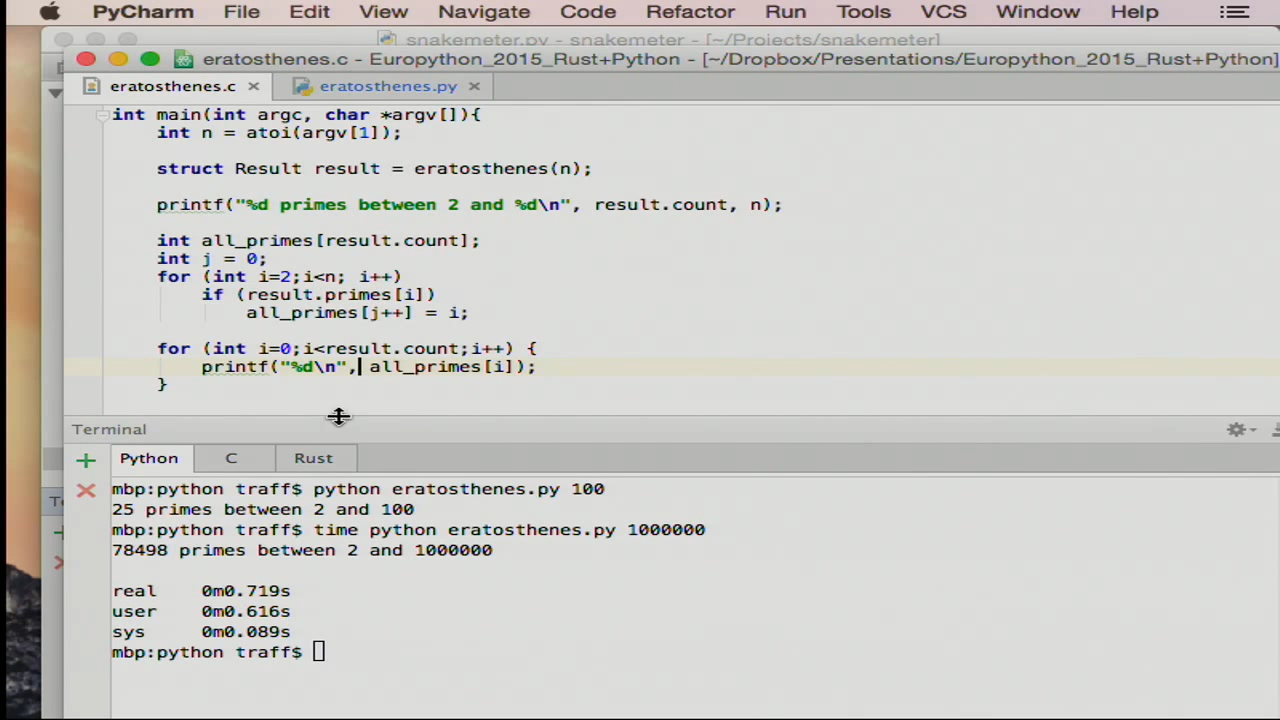 PyCharm File Edit View Navigate Code Refactor Run Tools VCS Window Help
snakemeter.py - snakemeter - [~/Projects/snakemeter]
eratosthenes.c - Europython_2015_Rust+Python - [~/Dropbox/Presentations/Europython_2015_Rust+Python]
eratosthenes.c eratosthenes.py
int main(int argc, char *argv[]){
int n = atoi(argv[1]);
struct Result result = eratosthenes(n);
printf("%d primes between 2 and %d\n", result.count, n);
int all_primes[result.count];
int j = 0;
for (int i=2;i<n; i++)
if (result.primes[i])
all_primes[j++] = i;
for (int i=0;i<result.count;i++) {
printf("%d\n", all_primes[i]);
}
Terminal
Python C Rust
mbp:python traff$ python eratosthenes.py 100
25 primes between 2 and 100
mbp:python traff$ time python eratosthenes.py 1000000
78498 primes between 2 and 1000000
real 0m0.719s
user 0m0.616s
sys 0m0.089s
mbp:python traff$